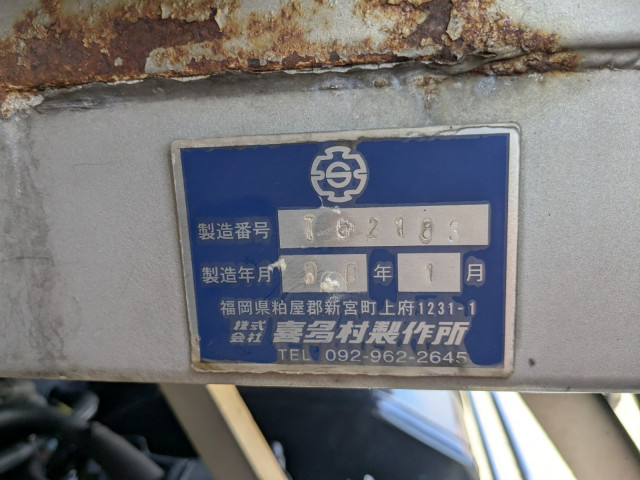 製造番号
製造年月 年 1 月
福岡県粕屋郡新宮町上府1231-1
株式会社 喜多村製作所
TEL 092-962-2645